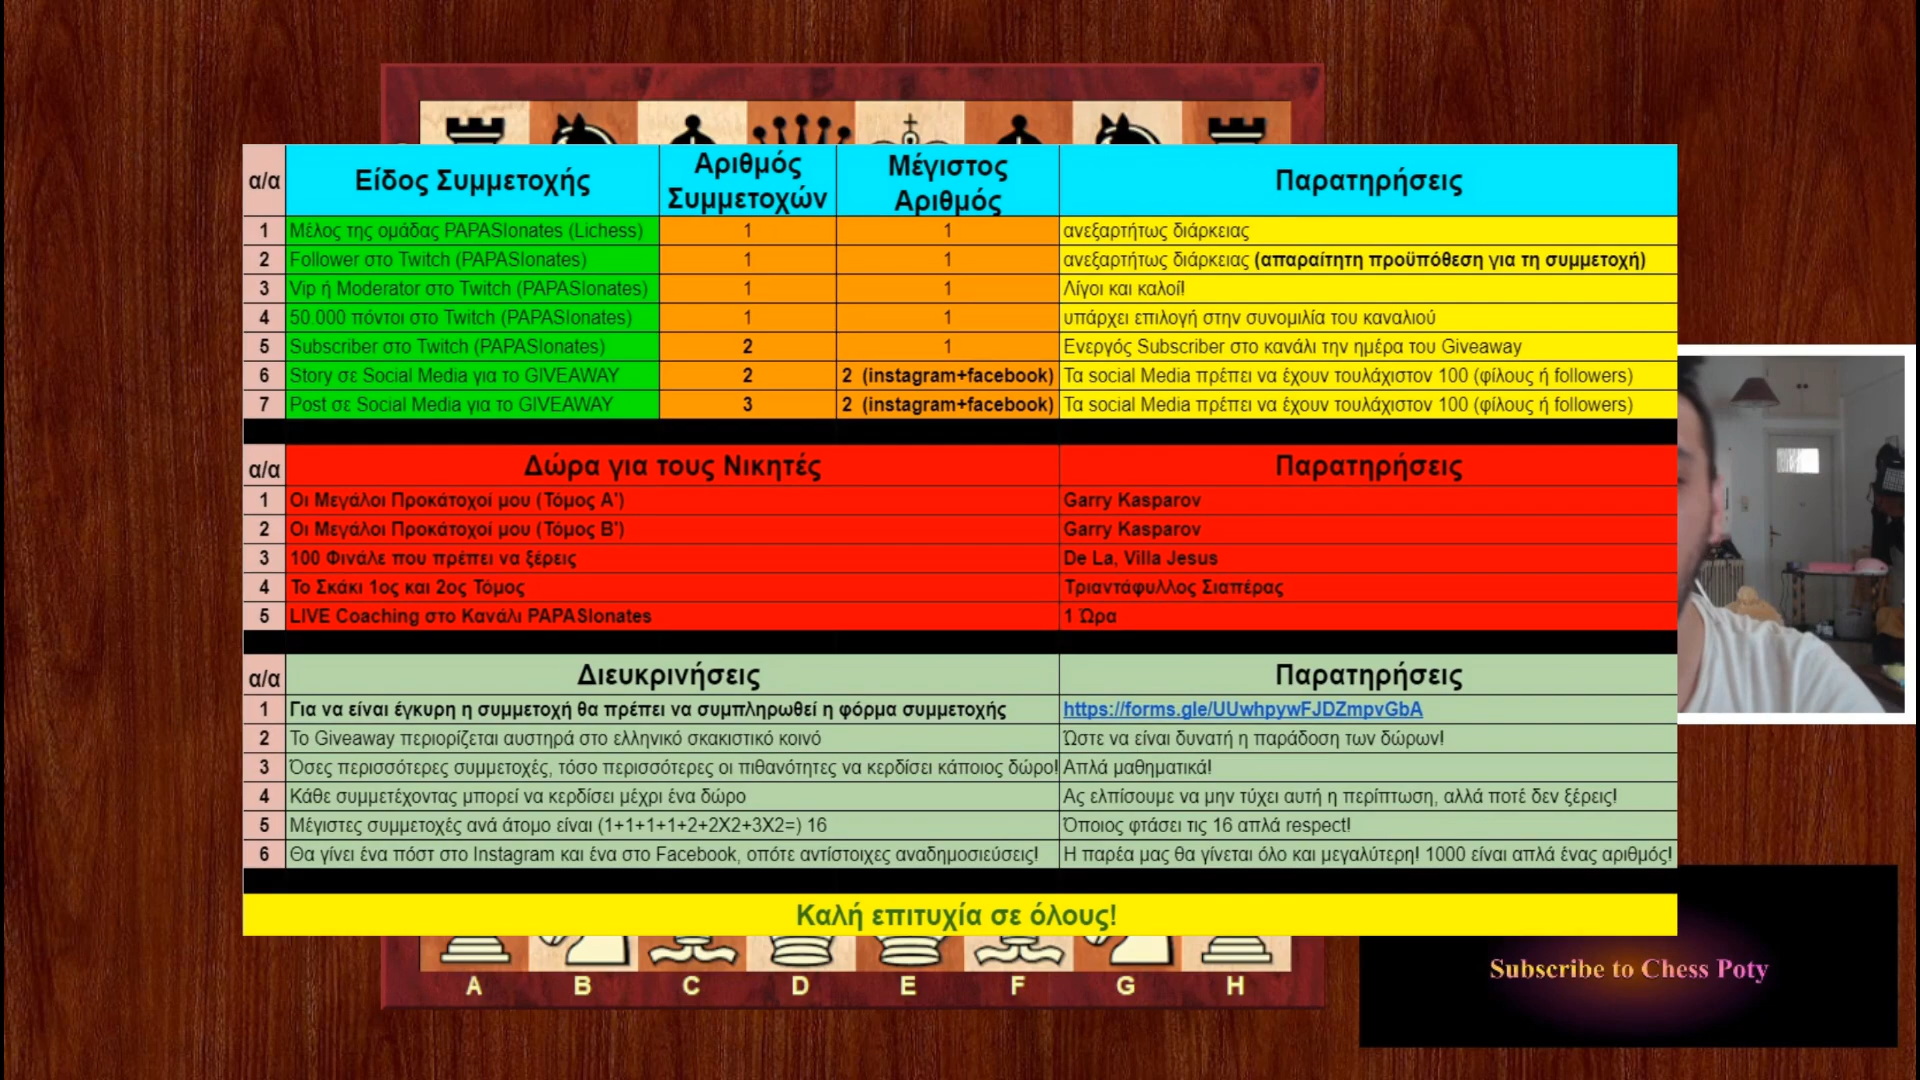 α/α Είδος Συμμετοχής Αριθμός Συμμετοχών Μέγιστος Αριθμός Παρατηρήσεις
1 Μέλος της ομάδας PAPASIonates (Lichess) 1 1 ανεξαρτήτως διάρκειας
2 Follower στο Twitch (PAPASIonates) 1 1 ανεξαρτήτως διάρκειας (απαραίτητη προϋπόθεση για τη συμμετοχή)
3 Vip ή Moderator στο Twitch (PAPASIonates) 1 1 Λίγοι και καλοί!
4 50.000 πόντοι στο Twitch (PAPASIonates) 1 1 υπάρχει επιλογή στην συνομιλία του καναλιού
5 Subscriber στο Twitch (PAPASIonates) 2 1 Ενεργός Subscriber στο κανάλι την ημέρα του Giveaway
6 Story σε Social Media για το GIVEAWAY 2 2 (instagram+facebook) Τα social Media πρέπει να έχουν τουλάχιστον 100 (φίλους ή followers)
7 Post σε Social Media για το GIVEAWAY 3 2 (instagram+facebook) Τα social Media πρέπει να έχουν τουλάχιστον 100 (φίλους ή followers)
α/α Δώρα για τους Νικητές Παρατηρήσεις
1 Οι Μεγάλοι Προκάτοχοί μου (Τόμος Α') Garry Kasparov
2 Οι Μεγάλοι Προκάτοχοί μου (Τόμος Β') Garry Kasparov
3 100 Φινάλε που πρέπει να ξέρεις De La, Villa Jesus
4 Το Σκάκι 1ος και 2ος Τόμος Τριαντάφυλλος Σιαπέρας
5 LIVE Coaching στο Κανάλι PAPASIonates 1 Ώρα
α/α Διευκρινήσεις Παρατηρήσεις
1 Για να είναι έγκυρη η συμμετοχή θα πρέπει να συμπληρωθεί η φόρμα συμμετοχής https://forms.gle/UUwhpywFJDZmpvGbA
2 Το Giveaway περιορίζεται αυστηρά στο ελληνικό σκακιστικό κοινό Ώστε να είναι δυνατή η παράδοση των δώρων!
3 Όσες περισσότερες συμμετοχές, τόσο περισσότερες οι πιθανότητες να κερδίσει κάποιος δώρο! Απλά μαθηματικά!
4 Κάθε συμμετέχοντας μπορεί να κερδίσει μέχρι ένα δώρο Ας ελπίσουμε να μην τύχει αυτή η περίπτωση, αλλά ποτέ δεν ξέρεις!
5 Μέγιστες συμμετοχές ανά άτομο είναι (1+1+1+1+2+2Χ2+3Χ2=) 16 Όποιος φτάσει τις 16 απλά respect!
6 Θα γίνει ένα πόστ στο Instagram και ένα στο Facebook, οπότε αντίστοιχες αναδημοσιεύσεις! Η παρέα μας θα γίνεται όλο και μεγαλύτερη! 1000 είναι απλά ένας αριθμός!
Καλή επιτυχία σε όλους!
Subscribe to Chess Poty
A B C D E F G H